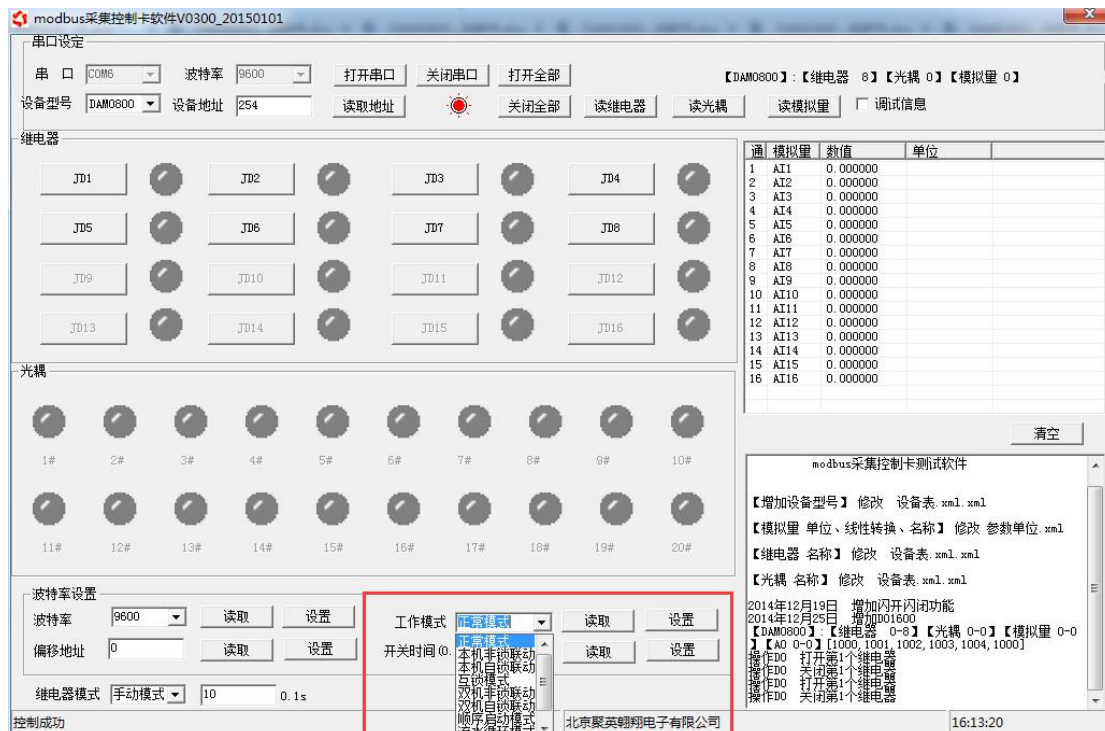 modbus采集控制卡软件V0300_20150101
串口设定
串 口 COM6 波特率 9600 打开串口 关闭串口 打开全部 【DAM0800】:【继电器 8】【光耦 0】【模拟量 0】
设备型号 DAM0800 设备地址 254 读取地址 关闭全部 读继电器 读光耦 读模拟量 调试信息
继电器
JD1 JD2 JD3 JD4
JD5 JD6 JD7 JD8
JD9 JD10 JD11 JD12
JD13 JD14 JD15 JD16
通 模拟量 数值 单位
1 AI1 0.000000
2 AI2 0.000000
3 AI3 0.000000
4 AI4 0.000000
5 AI5 0.000000
6 AI6 0.000000
7 AI7 0.000000
8 AI8 0.000000
9 AI9 0.000000
10 AI10 0.000000
11 AI11 0.000000
12 AI12 0.000000
13 AI13 0.000000
14 AI14 0.000000
15 AI15 0.000000
16 AI16 0.000000
清空
光耦
1# 2# 3# 4# 5# 6# 7# 8# 9# 10#
11# 12# 13# 14# 15# 16# 17# 18# 19# 20#
modbus采集控制卡测试软件
【增加设备型号】 修改 设备表.xml.xml
【模拟量 单位、线性转换、名称】 修改 参数单位.xml
【继电器 名称】 修改 设备表.xml.xml
【光耦 名称】 修改 设备表.xml.xml
2014年12月19日 增加闪开闪闭功能
2014年12月25日 增加DO1600
【DAM0800】:【继电器 0-8】【光耦 0-0】【模拟量 0-0
】【AO 0-0】[1000,1001,1002,1003,1004,1000]
操作DO 打开第1个继电器
操作DO 关闭第1个继电器
操作DO 打开第1个继电器
操作DO 关闭第1个继电器
波特率设置
波特率 9600 读取 设置
偏移地址 0 读取 设置
继电器模式 手动模式 10 0.1s
工作模式 正常模式 读取 设置
开关时间(0. 读取 设置
正常模式
本机非锁联动
本机自锁联动
互锁模式
双机非锁联动
双机自锁联动
顺序启动模式
流水循环模式
控制成功 北京聚英翱翔电子有限公司 16:13:20